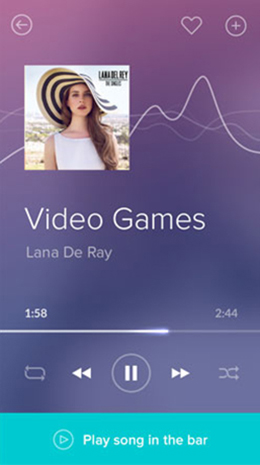 LANA DEL REY
THE SINGLES
Video Games
Lana De Ray
1:58 2:44
Play song in the bar